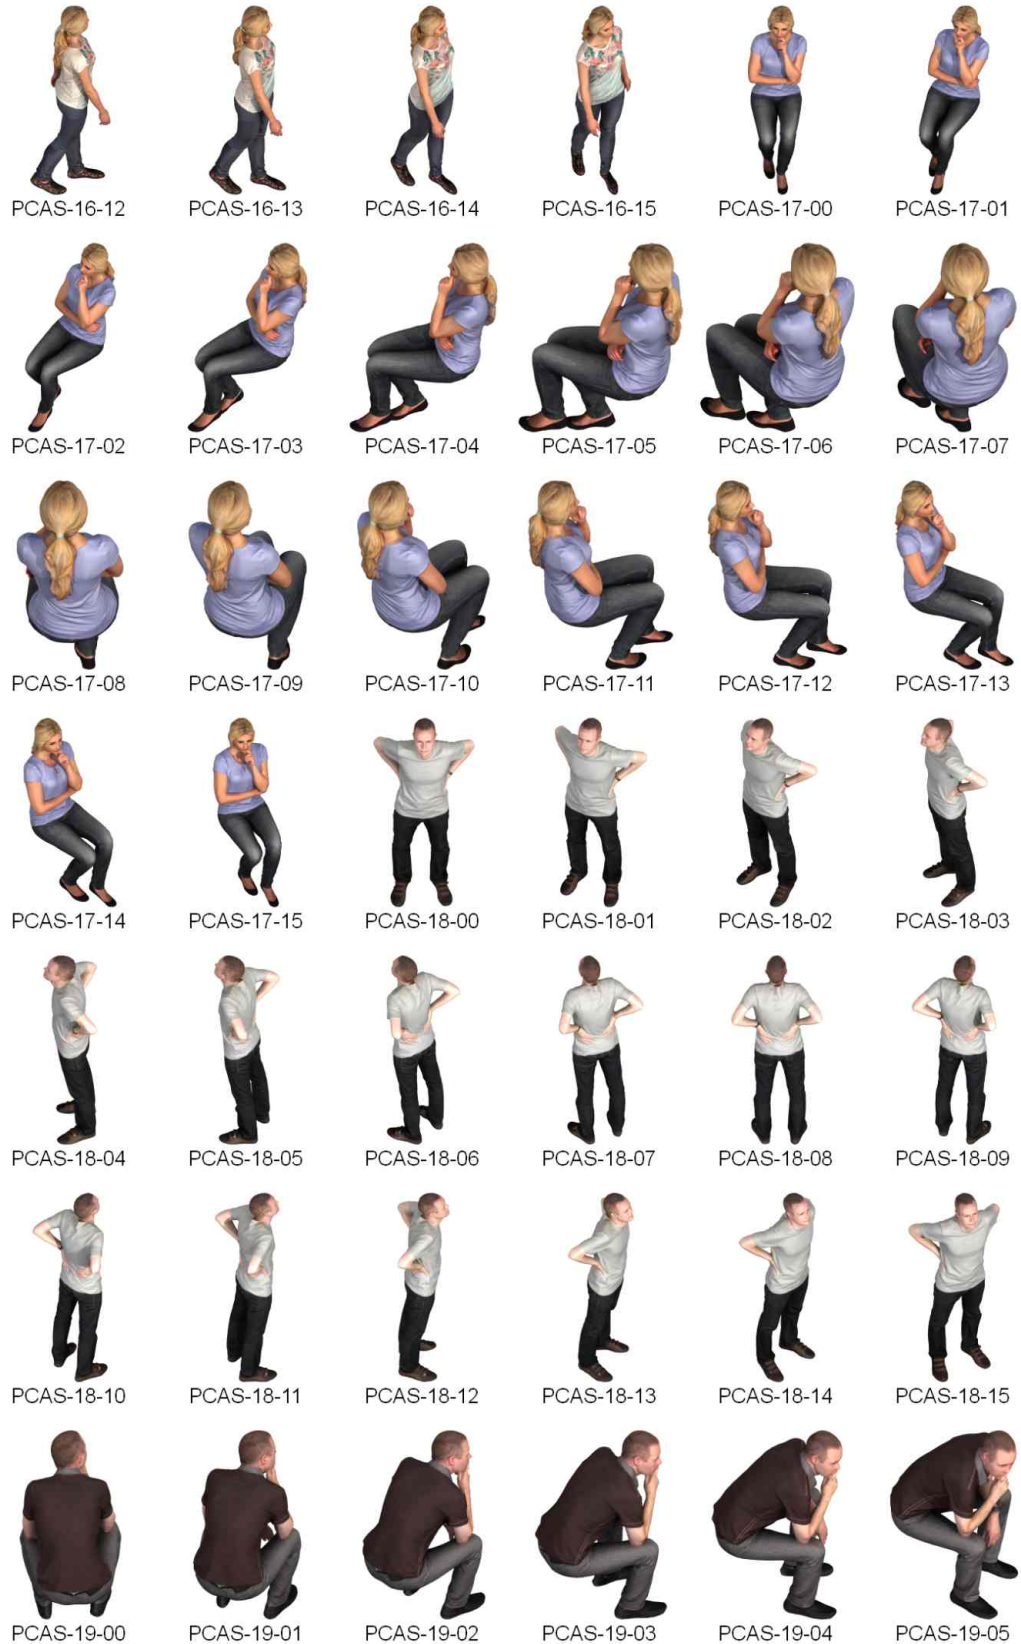 PCAS-16-12 PCAS-16-13 PCAS-16-14 PCAS-16-15 PCAS-17-00 PCAS-17-01
PCAS-17-02 PCAS-17-03 PCAS-17-04 PCAS-17-05 PCAS-17-06 PCAS-17-07
PCAS-17-08 PCAS-17-09 PCAS-17-10 PCAS-17-11 PCAS-17-12 PCAS-17-13
PCAS-17-14 PCAS-17-15 PCAS-18-00 PCAS-18-01 PCAS-18-02 PCAS-18-03
PCAS-18-04 PCAS-18-05 PCAS-18-06 PCAS-18-07 PCAS-18-08 PCAS-18-09
PCAS-18-10 PCAS-18-11 PCAS-18-12 PCAS-18-13 PCAS-18-14 PCAS-18-15
PCAS-19-00 PCAS-19-01 PCAS-19-02 PCAS-19-03 PCAS-19-04 PCAS-19-05